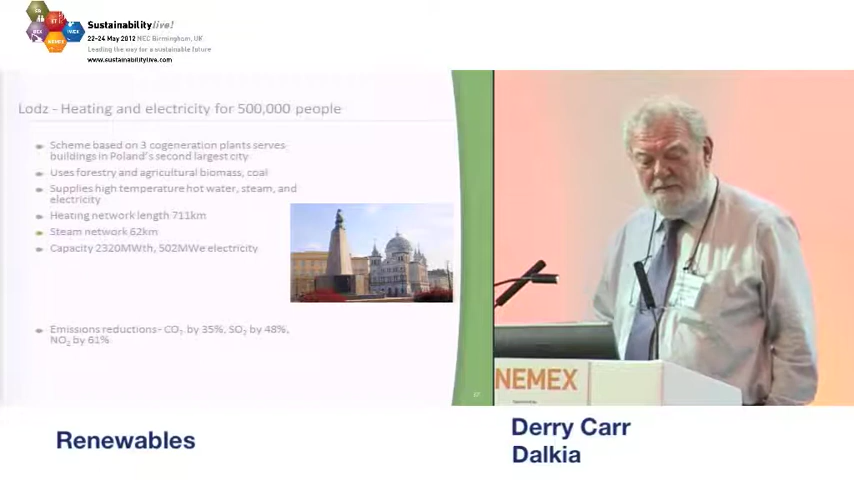 Sustainabilitylive!
22-24 May 2012 NEC Birmingham, UK
Leading the way for a sustainable future
www.sustainabilitylive.com
Lodz - Heating and electricity for 500,000 people
Scheme based on 3 cogeneration plants serves
buildings in Poland's second largest city
Uses forestry and agricultural biomass, coal
Supplies high temperature hot water, steam, and
electricity
Heating network length 711km
Steam network 62km
Capacity 2320MWth, 502MWe electricity
Emissions reductions - CO₂ by 35%, SO₂ by 48%,
NO₂ by 61%
NEMEX
Renewables
Derry Carr
Dalkia